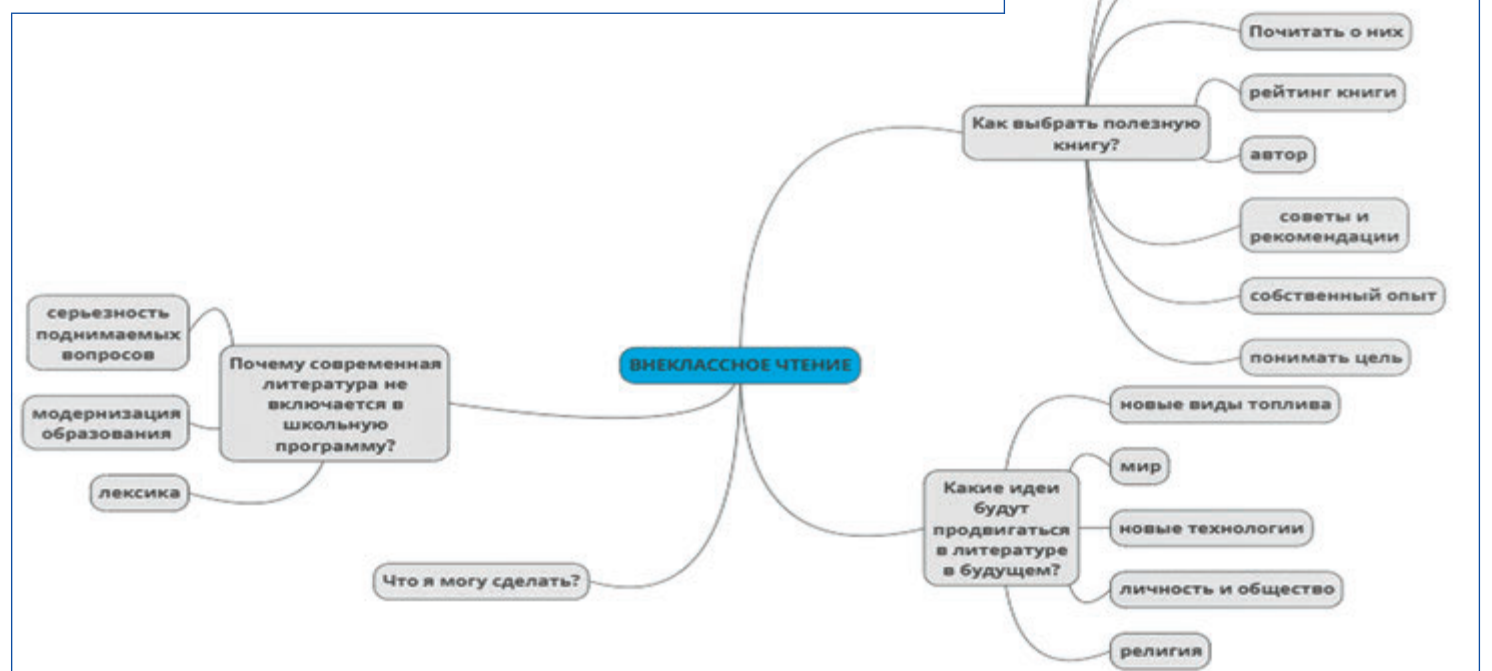 Почитать о них
рейтинг книги
Как выбрать полезную
книгу?
автор
советы и
рекомендации
собственный опыт
понимать цель
ВНЕКЛАССНОЕ ЧТЕНИЕ
серьезность
поднимаемых
вопросов
Почему современная
литература не
включается в
школьную
программу?
модернизация
образования
лексика
Что я могу сделать?
новые виды топлива
мир
Какие идеи
будут
продвигаться
в литературе
в будущем?
новые технологии
личность и общество
религия